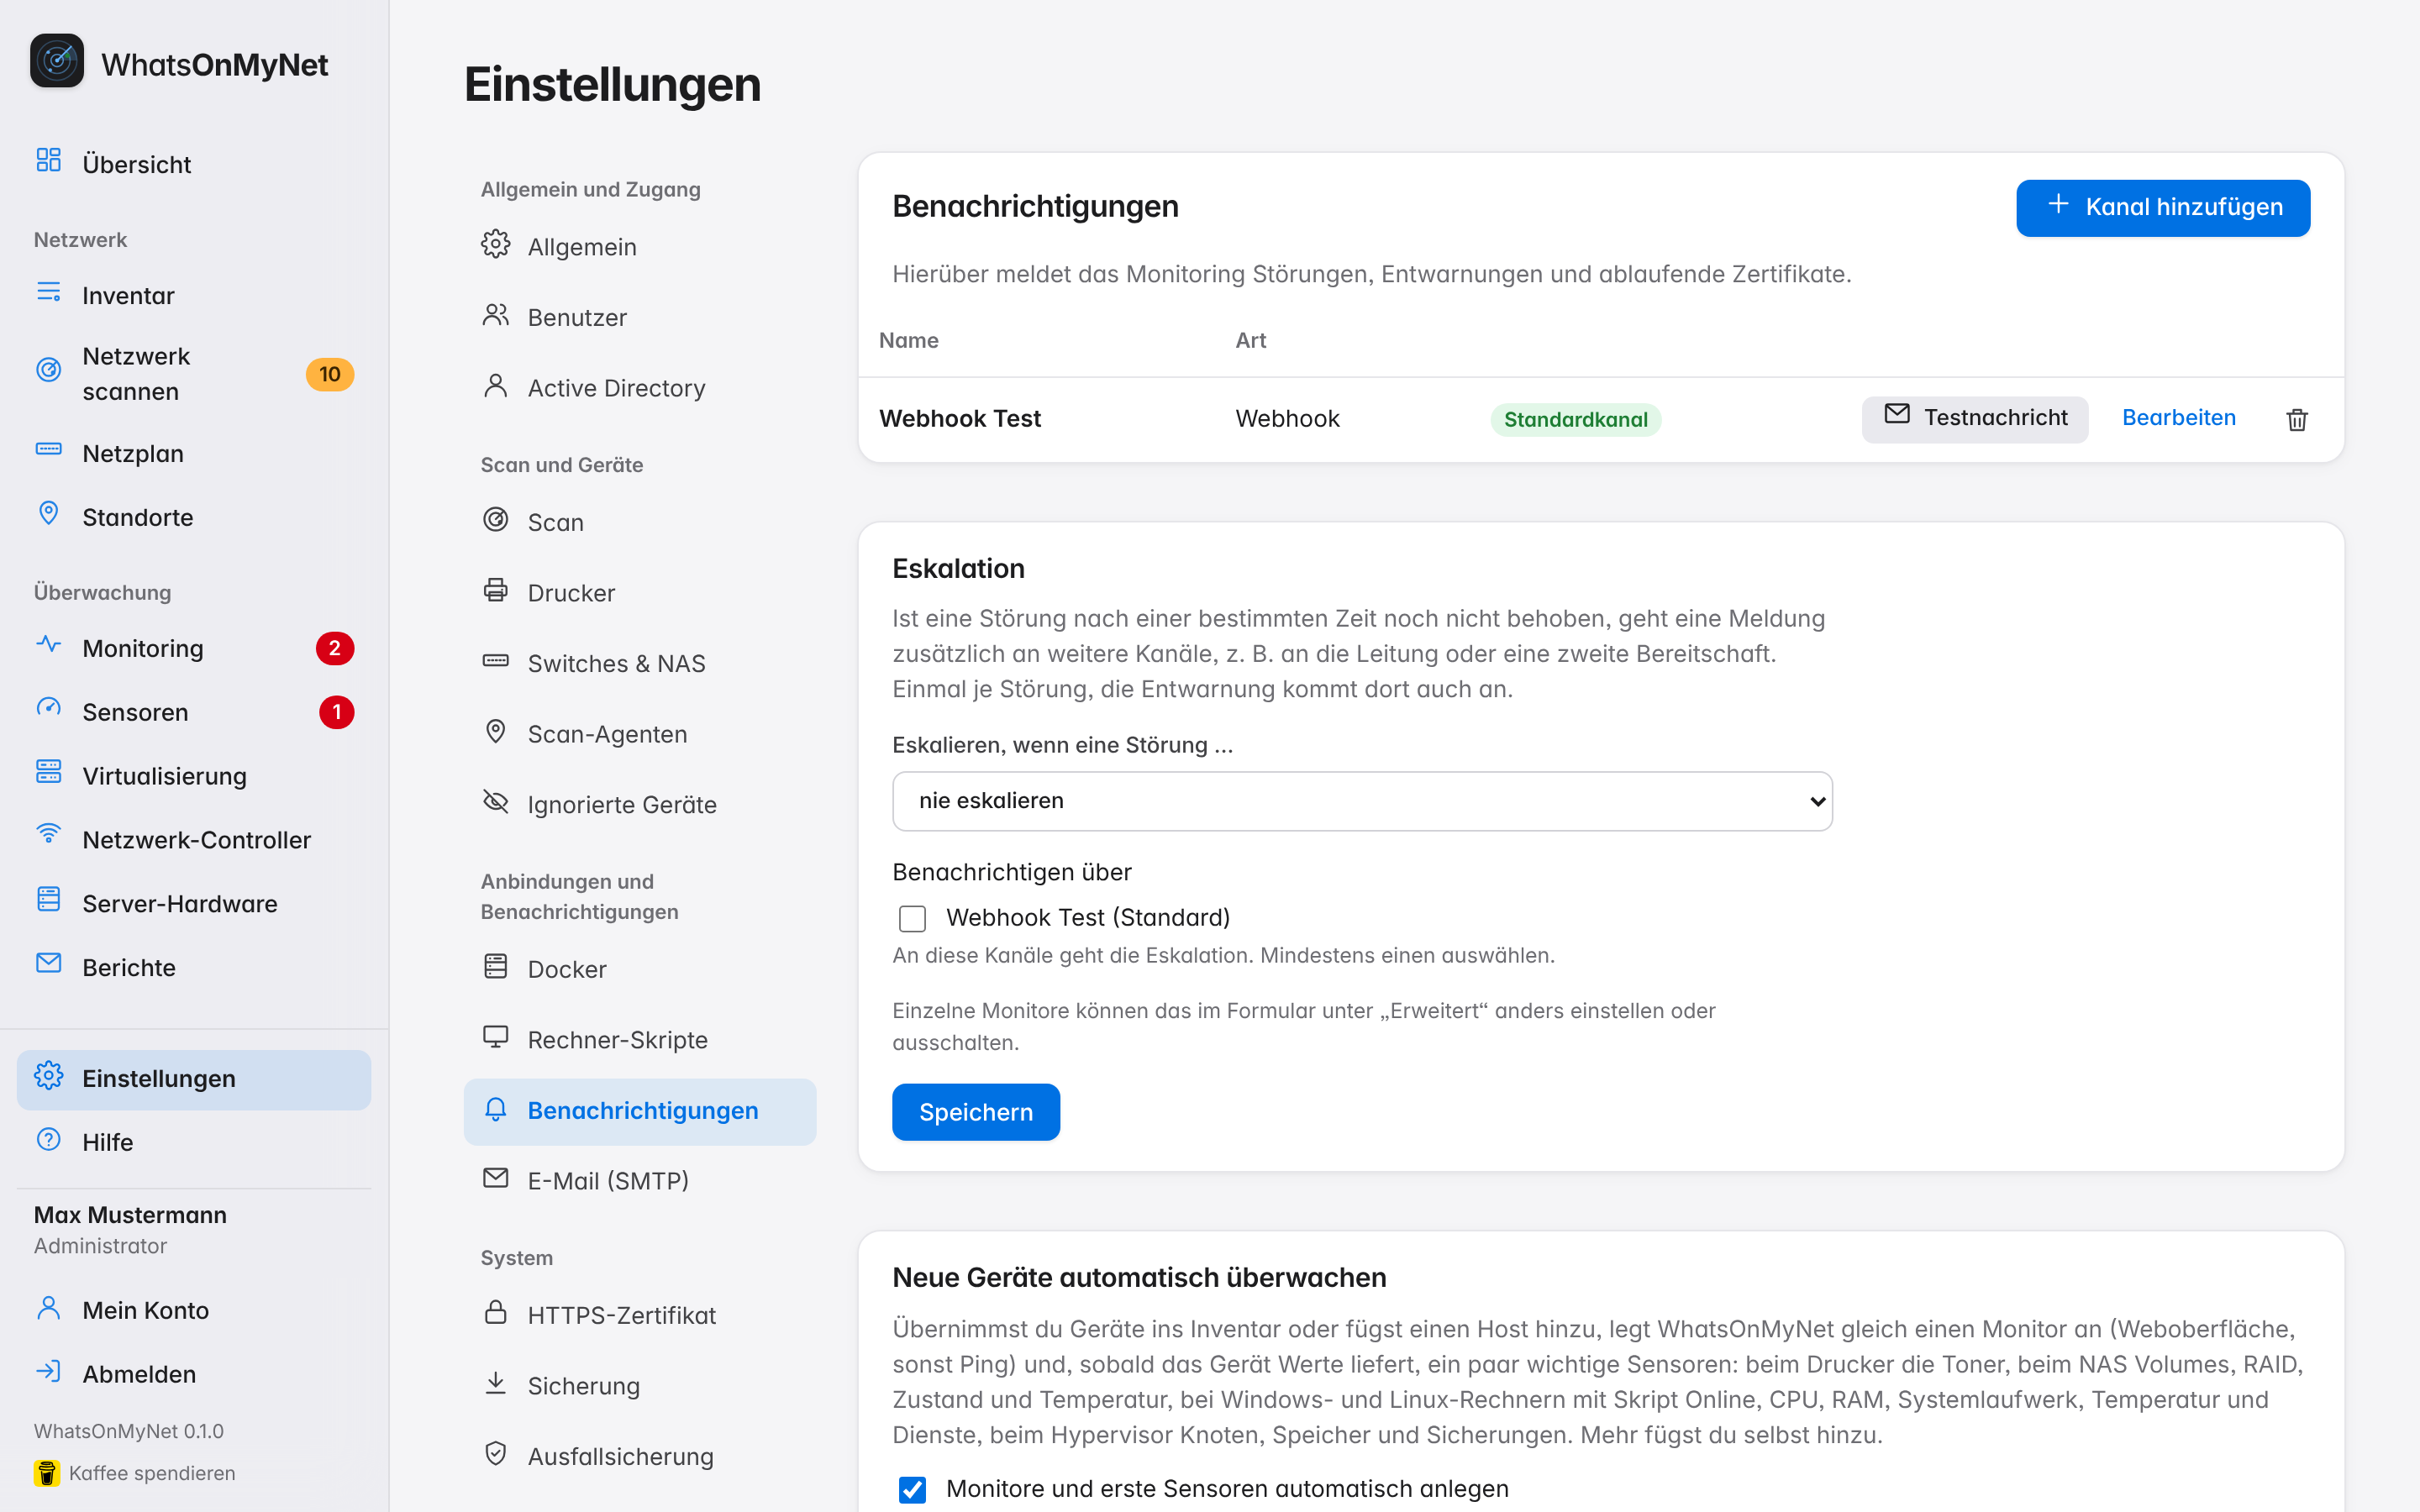 WhatsOnMyNet
Übersicht
Netzwerk
Inventar
Netzwerk
scannen
10
Netzplan
Standorte
Überwachung
Monitoring
2
Sensoren
1
Virtualisierung
Netzwerk-Controller
Server-Hardware
Berichte
Einstellungen
Hilfe
Max Mustermann
Administrator
Mein Konto
Abmelden
WhatsOnMyNet 0.1.0
Kaffee spendieren
Einstellungen
Allgemein und Zugang
Allgemein
Benutzer
Active Directory
Scan und Geräte
Scan
Drucker
Switches & NAS
Scan-Agenten
Ignorierte Geräte
Anbindungen und
Benachrichtigungen
Docker
Rechner-Skripte
Benachrichtigungen
E-Mail (SMTP)
System
HTTPS-Zertifikat
Sicherung
Ausfallsicherung
Benachrichtigungen
Kanal hinzufügen
Hierüber meldet das Monitoring Störungen, Entwarnungen und ablaufende Zertifikate.
Name Art
Webhook Test Webhook Standardkanal Testnachricht Bearbeiten
Eskalation
Ist eine Störung nach einer bestimmten Zeit noch nicht behoben, geht eine Meldung
zusätzlich an weitere Kanäle, z. B. an die Leitung oder eine zweite Bereitschaft.
Einmal je Störung, die Entwarnung kommt dort auch an.
Eskalieren, wenn eine Störung ...
nie eskalieren
Benachrichtigen über
Webhook Test (Standard)
An diese Kanäle geht die Eskalation. Mindestens einen auswählen.
Einzelne Monitore können das im Formular unter „Erweitert“ anders einstellen oder
ausschalten.
Speichern
Neue Geräte automatisch überwachen
Übernimmst du Geräte ins Inventar oder fügst einen Host hinzu, legt WhatsOnMyNet gleich einen Monitor an (Weboberfläche,
sonst Ping) und, sobald das Gerät Werte liefert, ein paar wichtige Sensoren: beim Drucker die Toner, beim NAS Volumes, RAID,
Zustand und Temperatur, bei Windows- und Linux-Rechnern mit Skript Online, CPU, RAM, Systemlaufwerk, Temperatur und
Dienste, beim Hypervisor Knoten, Speicher und Sicherungen. Mehr fügst du selbst hinzu.
Monitore und erste Sensoren automatisch anlegen